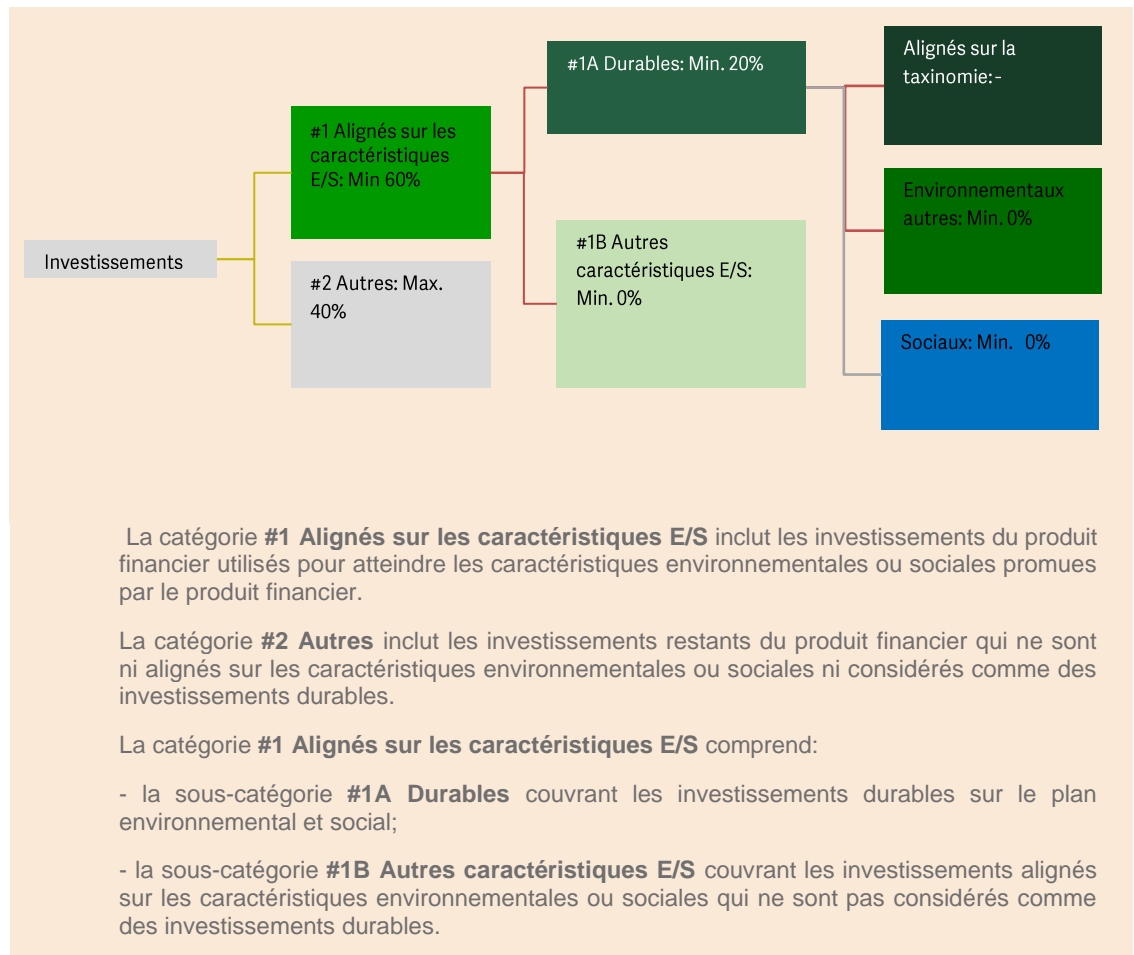 Investissements
#1 Alignés sur les
caractéristiques
E/S: Min 60%
#2 Autres: Max.
40%
#1A Durables: Min. 20%
#1B Autres
caractéristiques E/S:
Min. 0%
Alignés sur la
taxinomie:-
Environnementaux
autres: Min. 0%
Sociaux: Min. 0%
La catégorie #1 Alignés sur les caractéristiques E/S inclut les investissements du produit
financier utilisés pour atteindre les caractéristiques environnementales ou sociales promues
par le produit financier.
La catégorie #2 Autres inclut les investissements restants du produit financier qui ne sont
ni alignés sur les caractéristiques environnementales ou sociales ni considérés comme des
investissements durables.
La catégorie #1 Alignés sur les caractéristiques E/S comprend:
- la sous-catégorie #1A Durables couvrant les investissements durables sur le plan
environnemental et social;
- la sous-catégorie #1B Autres caractéristiques E/S couvrant les investissements alignés
sur les caractéristiques environnementales ou sociales qui ne sont pas considérés comme
des investissements durables.